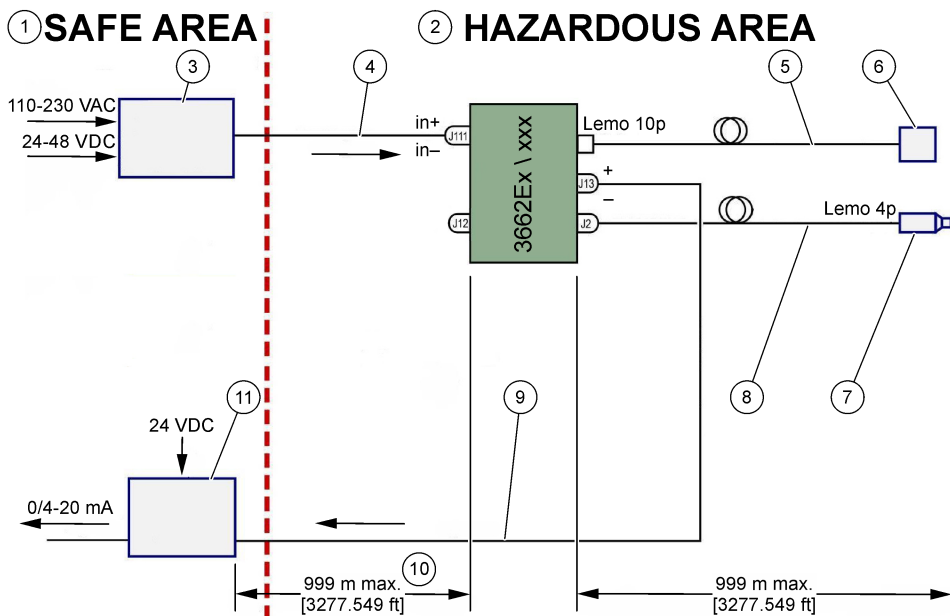 1 SAFE AREA
2 HAZARDOUS AREA
3
4
5
6
110-230 VAC
24-48 VDC
in+
in–
J111
J12
3662Ex \ xxx
Lemo 10p
J13
+
–
J2
Lemo 4p
7
8
9
11
24 VDC
0/4-20 mA
10
999 m max.
[3277.549 ft]
999 m max.
[3277.549 ft]